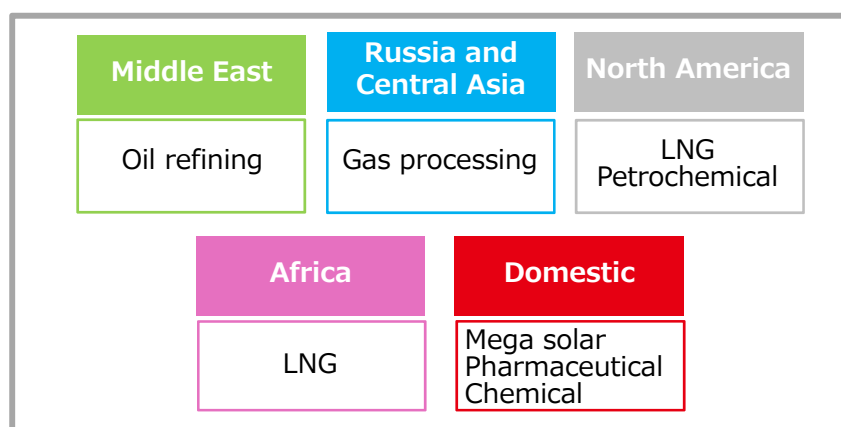 Middle East
Oil refining
Russia and
Central Asia
Gas processing
North America
LNG
Petrochemical
Africa
LNG
Domestic
Mega solar
Pharmaceutical
Chemical